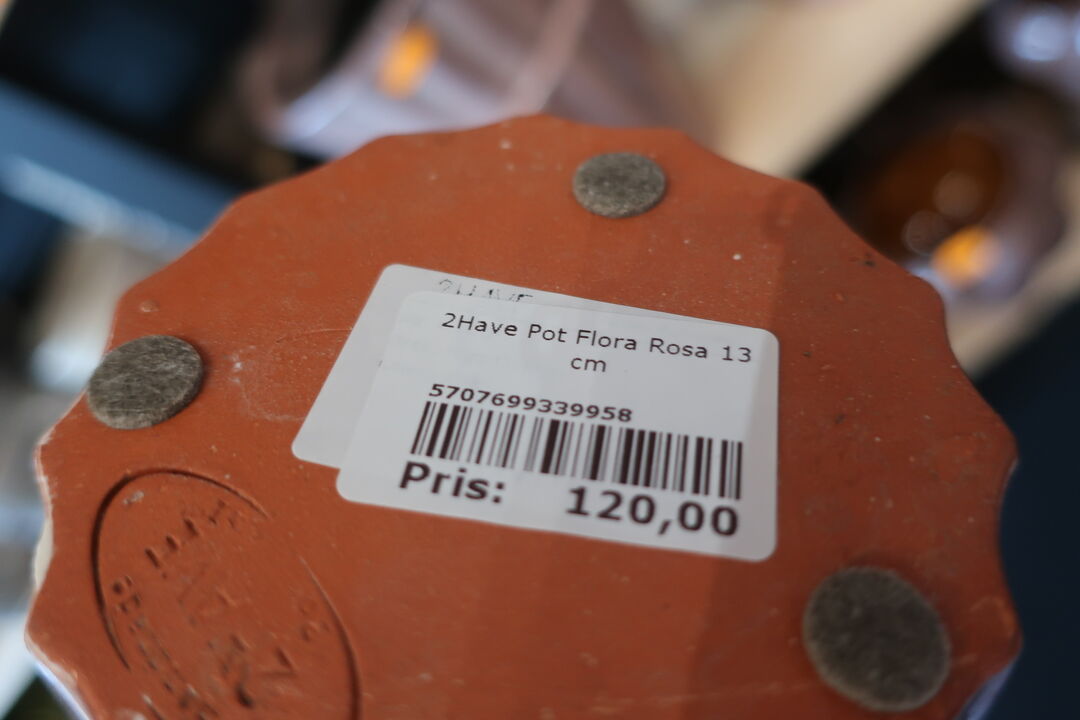 2Have Pot Flora Rosa 13
cm
5707699339958
Pris: 120,00